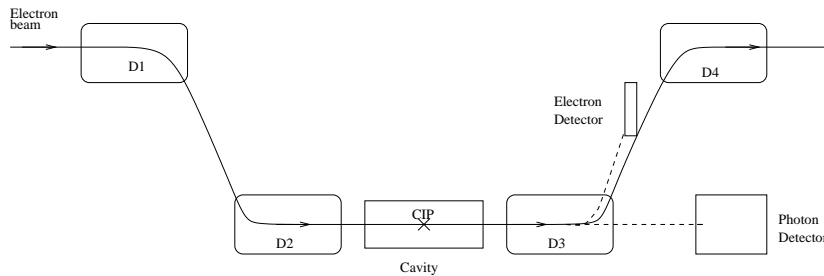 Electron
beam
D1
D4
Electron
Detector
CIP
D2
D3
Photon
Detector
Cavity